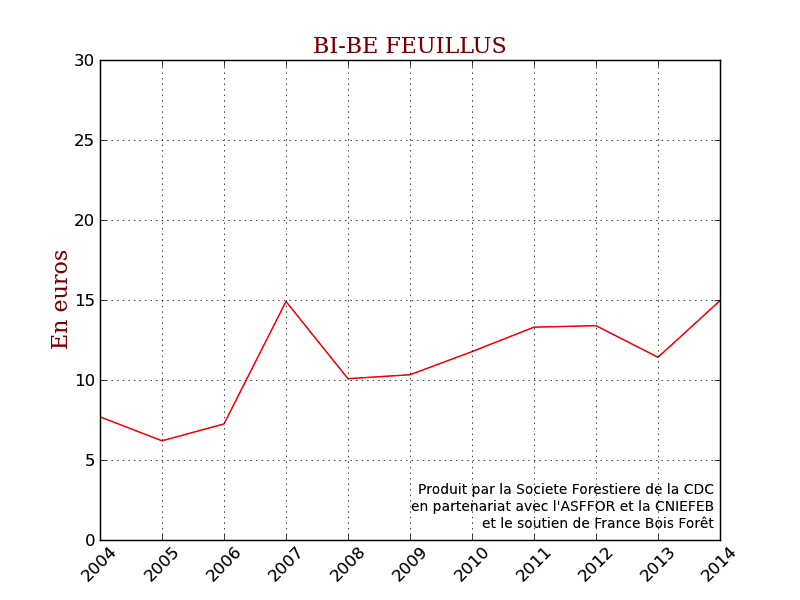 BI-BE FEUILLUS
30
25
20
15
10
5
0
En euros
Produit par la Societe Forestiere de la CDC
en partenariat avec l'ASFFOR et la CNIEFEB
et le soutien de France Bois Forêt
2004 2005 2006 2007 2008 2009 2010 2011 2012 2013 2014